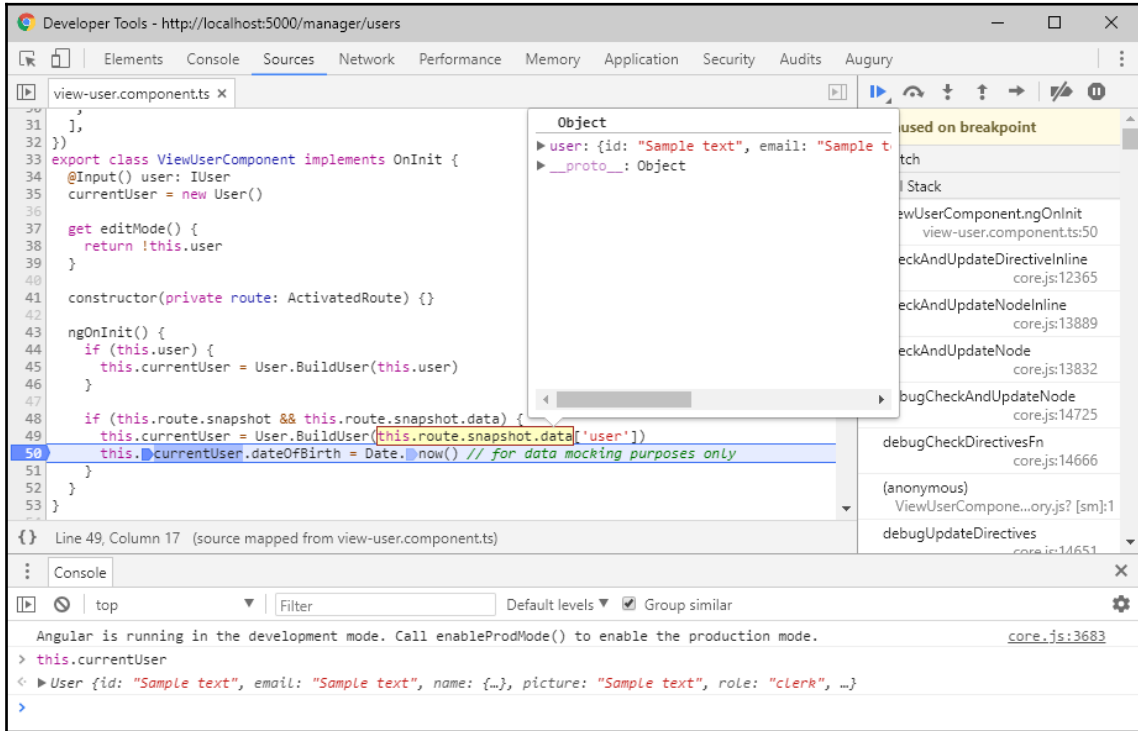 Developer Tools - http://localhost:5000/manager/users
Elements Console Sources Network Performance Memory Application Security Audits Augury
view-user.component.ts ×
31 ],
32 })
33 export class ViewUserComponent implements OnInit {
34 @Input() user: IUser
35 currentUser = new User()
36
37 get editMode() {
38 return !this.user
39 }
40
41 constructor(private route: ActivatedRoute) {}
42
43 ngOnInit() {
44 if (this.user) {
45 this.currentUser = User.BuildUser(this.user)
46 }
47
48 if (this.route.snapshot && this.route.snapshot.data) {
49 this.currentUser = User.BuildUser(this.route.snapshot.data['user'])
50 this.currentUser.dateOfBirth = Date.now() // for data mocking purposes only
51 }
52 }
53 }
Object
user: {id: "Sample text", email: "Sample t
__proto__: Object
aused on breakpoint
tch
l Stack
ewUserComponent.ngOnInit
view-user.component.ts:50
eckAndUpdateDirectiveInline
core.js:12365
eckAndUpdateNodeInline
core.js:13889
eckAndUpdateNode
core.js:13832
bugCheckAndUpdateNode
core.js:14725
debugCheckDirectivesFn
core.js:14666
(anonymous)
ViewUserCompone...ory.js? [sm]:1
debugUpdateDirectives
core.js:14651
{} Line 49, Column 17 (source mapped from view-user.component.ts)
Console
top Filter Default levels Group similar
Angular is running in the development mode. Call enableProdMode() to enable the production mode. core.js:3683
> this.currentUser
User {id: "Sample text", email: "Sample text", name: {…}, picture: "Sample text", role: "clerk", …}
>